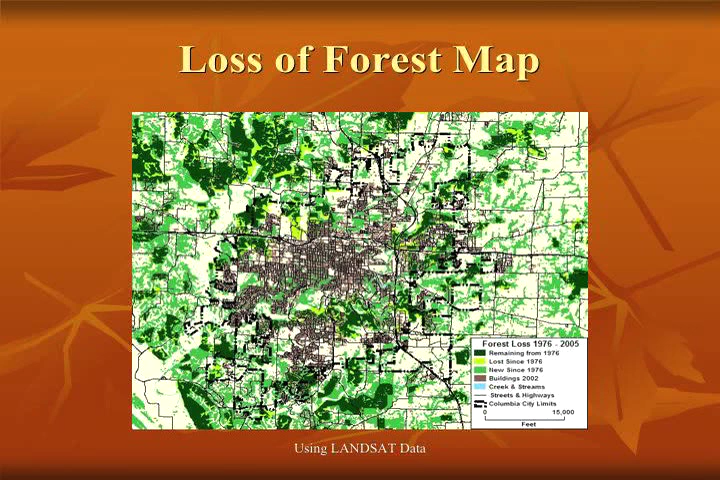 Loss of Forest Map
Forest Loss 1976 - 2005
Remaining from 1976
Lost Since 1976
New Since 1976
Buildings 2002
Creek & Streams
Streets & Highways
Columbia City Limits
0 15,000
Feet
Using LANDSAT Data